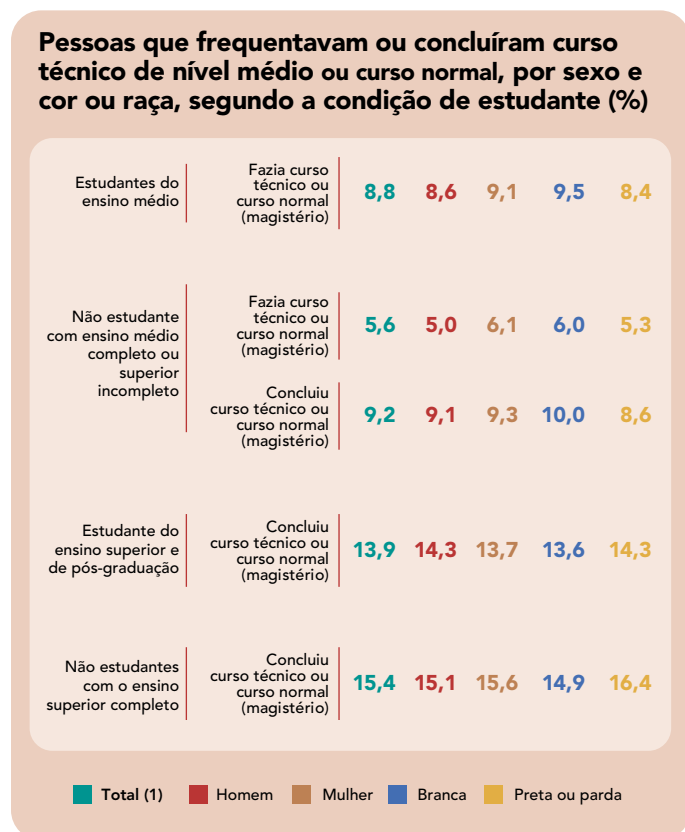 Pessoas que frequentavam ou concluíram curso
técnico de nível médio ou curso normal, por sexo e
cor ou raça, segundo a condição de estudante (%)
Estudantes do
ensino médio
Fazia curso
técnico ou
curso normal
(magistério)
8,8 8,6 9,1 9,5 8,4
Não estudante
com ensino médio
completo ou
superior
incompleto
Fazia curso
técnico ou
curso normal
(magistério)
5,6 5,0 6,1 6,0 5,3
Concluiu
curso técnico ou
curso normal
(magistério)
9,2 9,1 9,3 10,0 8,6
Estudante do
ensino superior e
de pós-graduação
Concluiu
curso técnico ou
curso normal
(magistério)
13,9 14,3 13,7 13,6 14,3
Não estudantes
com o ensino
superior completo
Concluiu
curso técnico ou
curso normal
(magistério)
15,4 15,1 15,6 14,9 16,4
Total (1) Homem Mulher Branca Preta ou parda